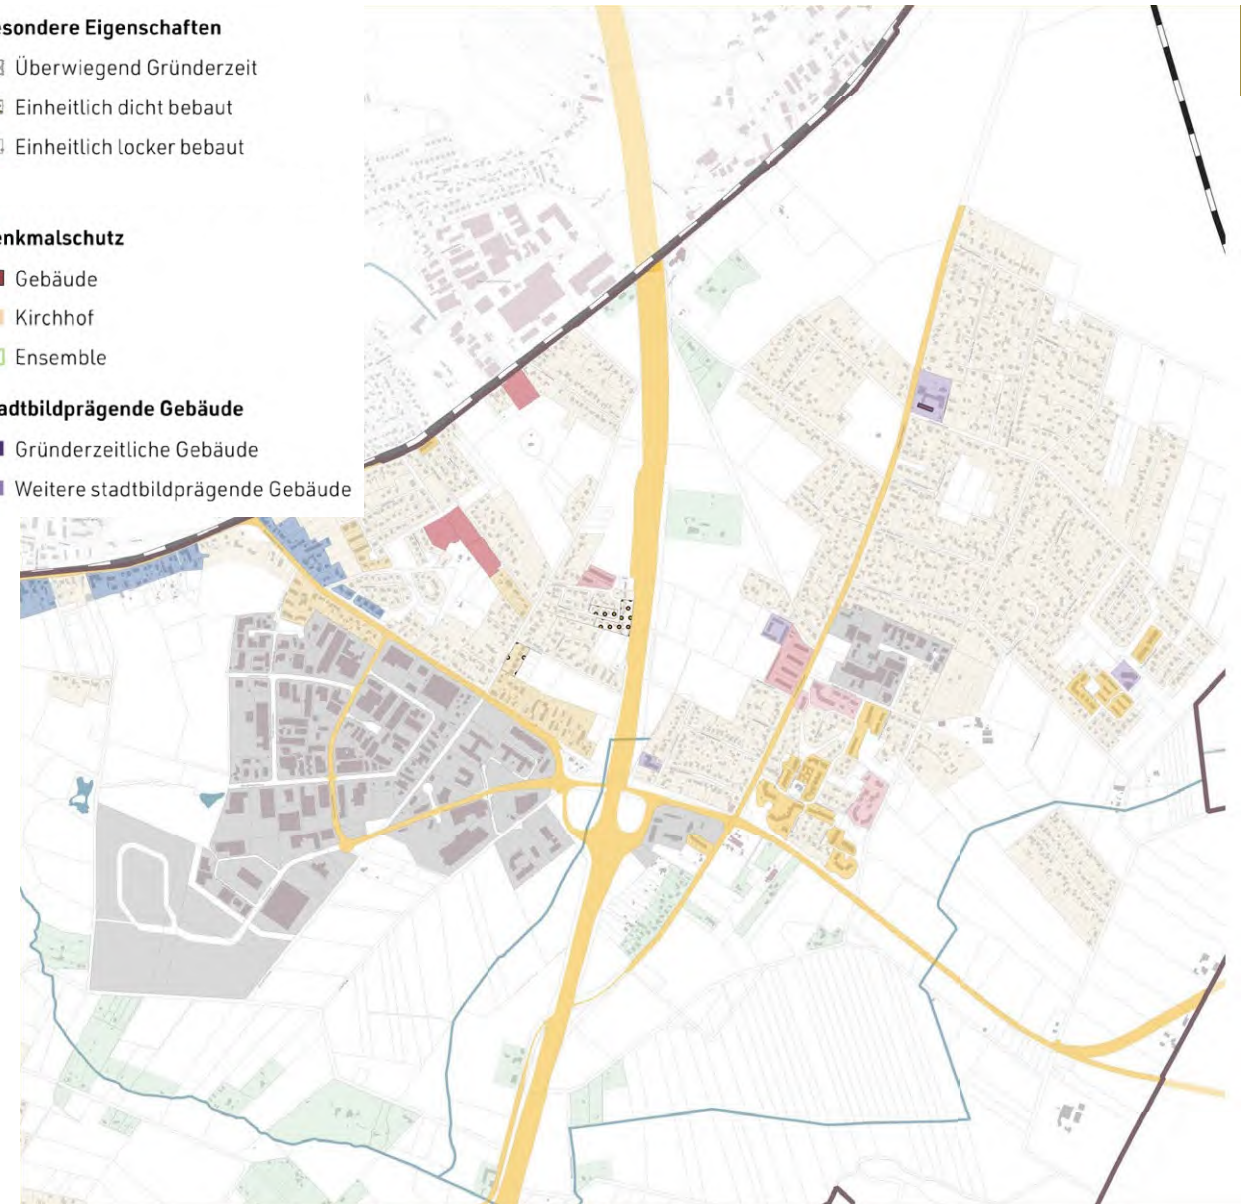 esondere Eigenschaften
Überwiegend Gründerzeit
Einheitlich dicht bebaut
Einheitlich locker bebaut
enkmalschutz
Gebäude
Kirchhof
Ensemble
adtbildprägende Gebäude
Gründerzeitliche Gebäude
Weitere stadtbildprägende Gebäude